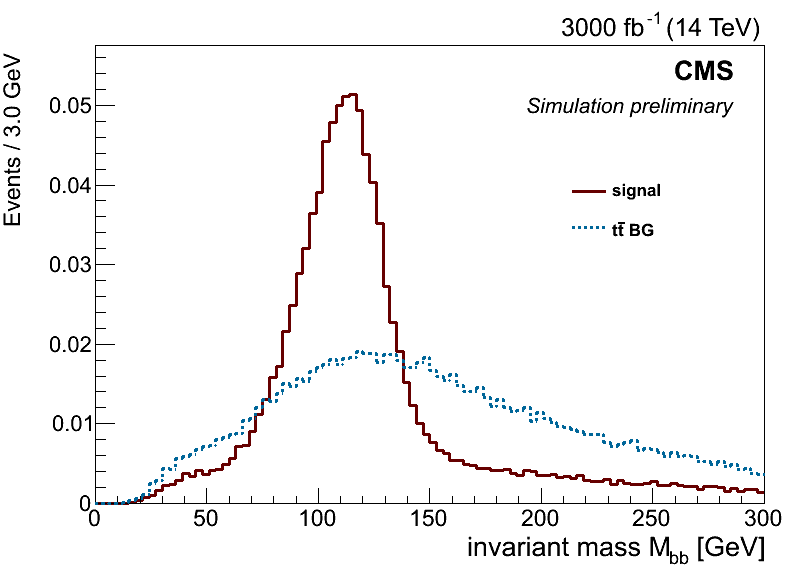 3000 fb⁻¹ (14 TeV)
CMS
Simulation preliminary
signal
tt̄ BG
Events / 3.0 GeV
0.05
0.04
0.03
0.02
0.01
0
0 50 100 150 200 250 300
invariant mass M_bb [GeV]